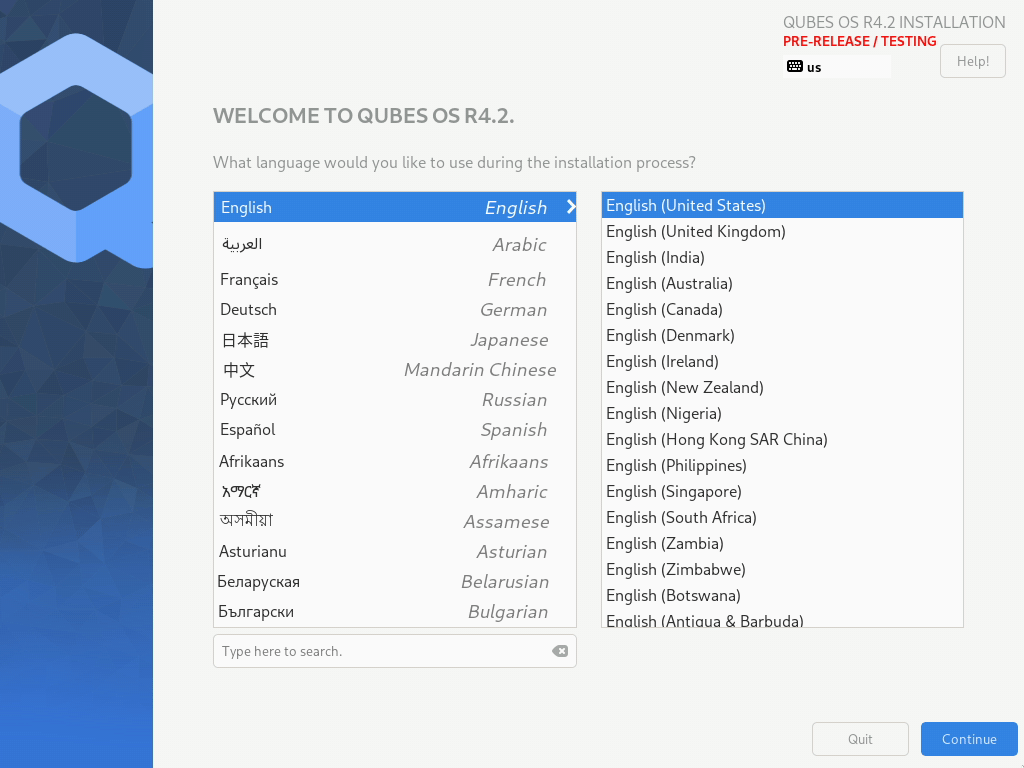 QUBES OS R4.2 INSTALLATION
PRE-RELEASE / TESTING
us
Help!
WELCOME TO QUBES OS R4.2.
What language would you like to use during the installation process?
English English
العربية Arabic
Français French
Deutsch German
日本語 Japanese
中文 Mandarin Chinese
Русский Russian
Español Spanish
Afrikaans Afrikaans
አማርኛ Amharic
অসমীয়া Assamese
Asturianu Asturian
Беларуская Belarusian
Български Bulgarian
Type here to search.
English (United States)
English (United Kingdom)
English (India)
English (Australia)
English (Canada)
English (Denmark)
English (Ireland)
English (New Zealand)
English (Nigeria)
English (Hong Kong SAR China)
English (Philippines)
English (Singapore)
English (South Africa)
English (Zambia)
English (Zimbabwe)
English (Botswana)
English (Antigua & Barbuda)
Quit
Continue